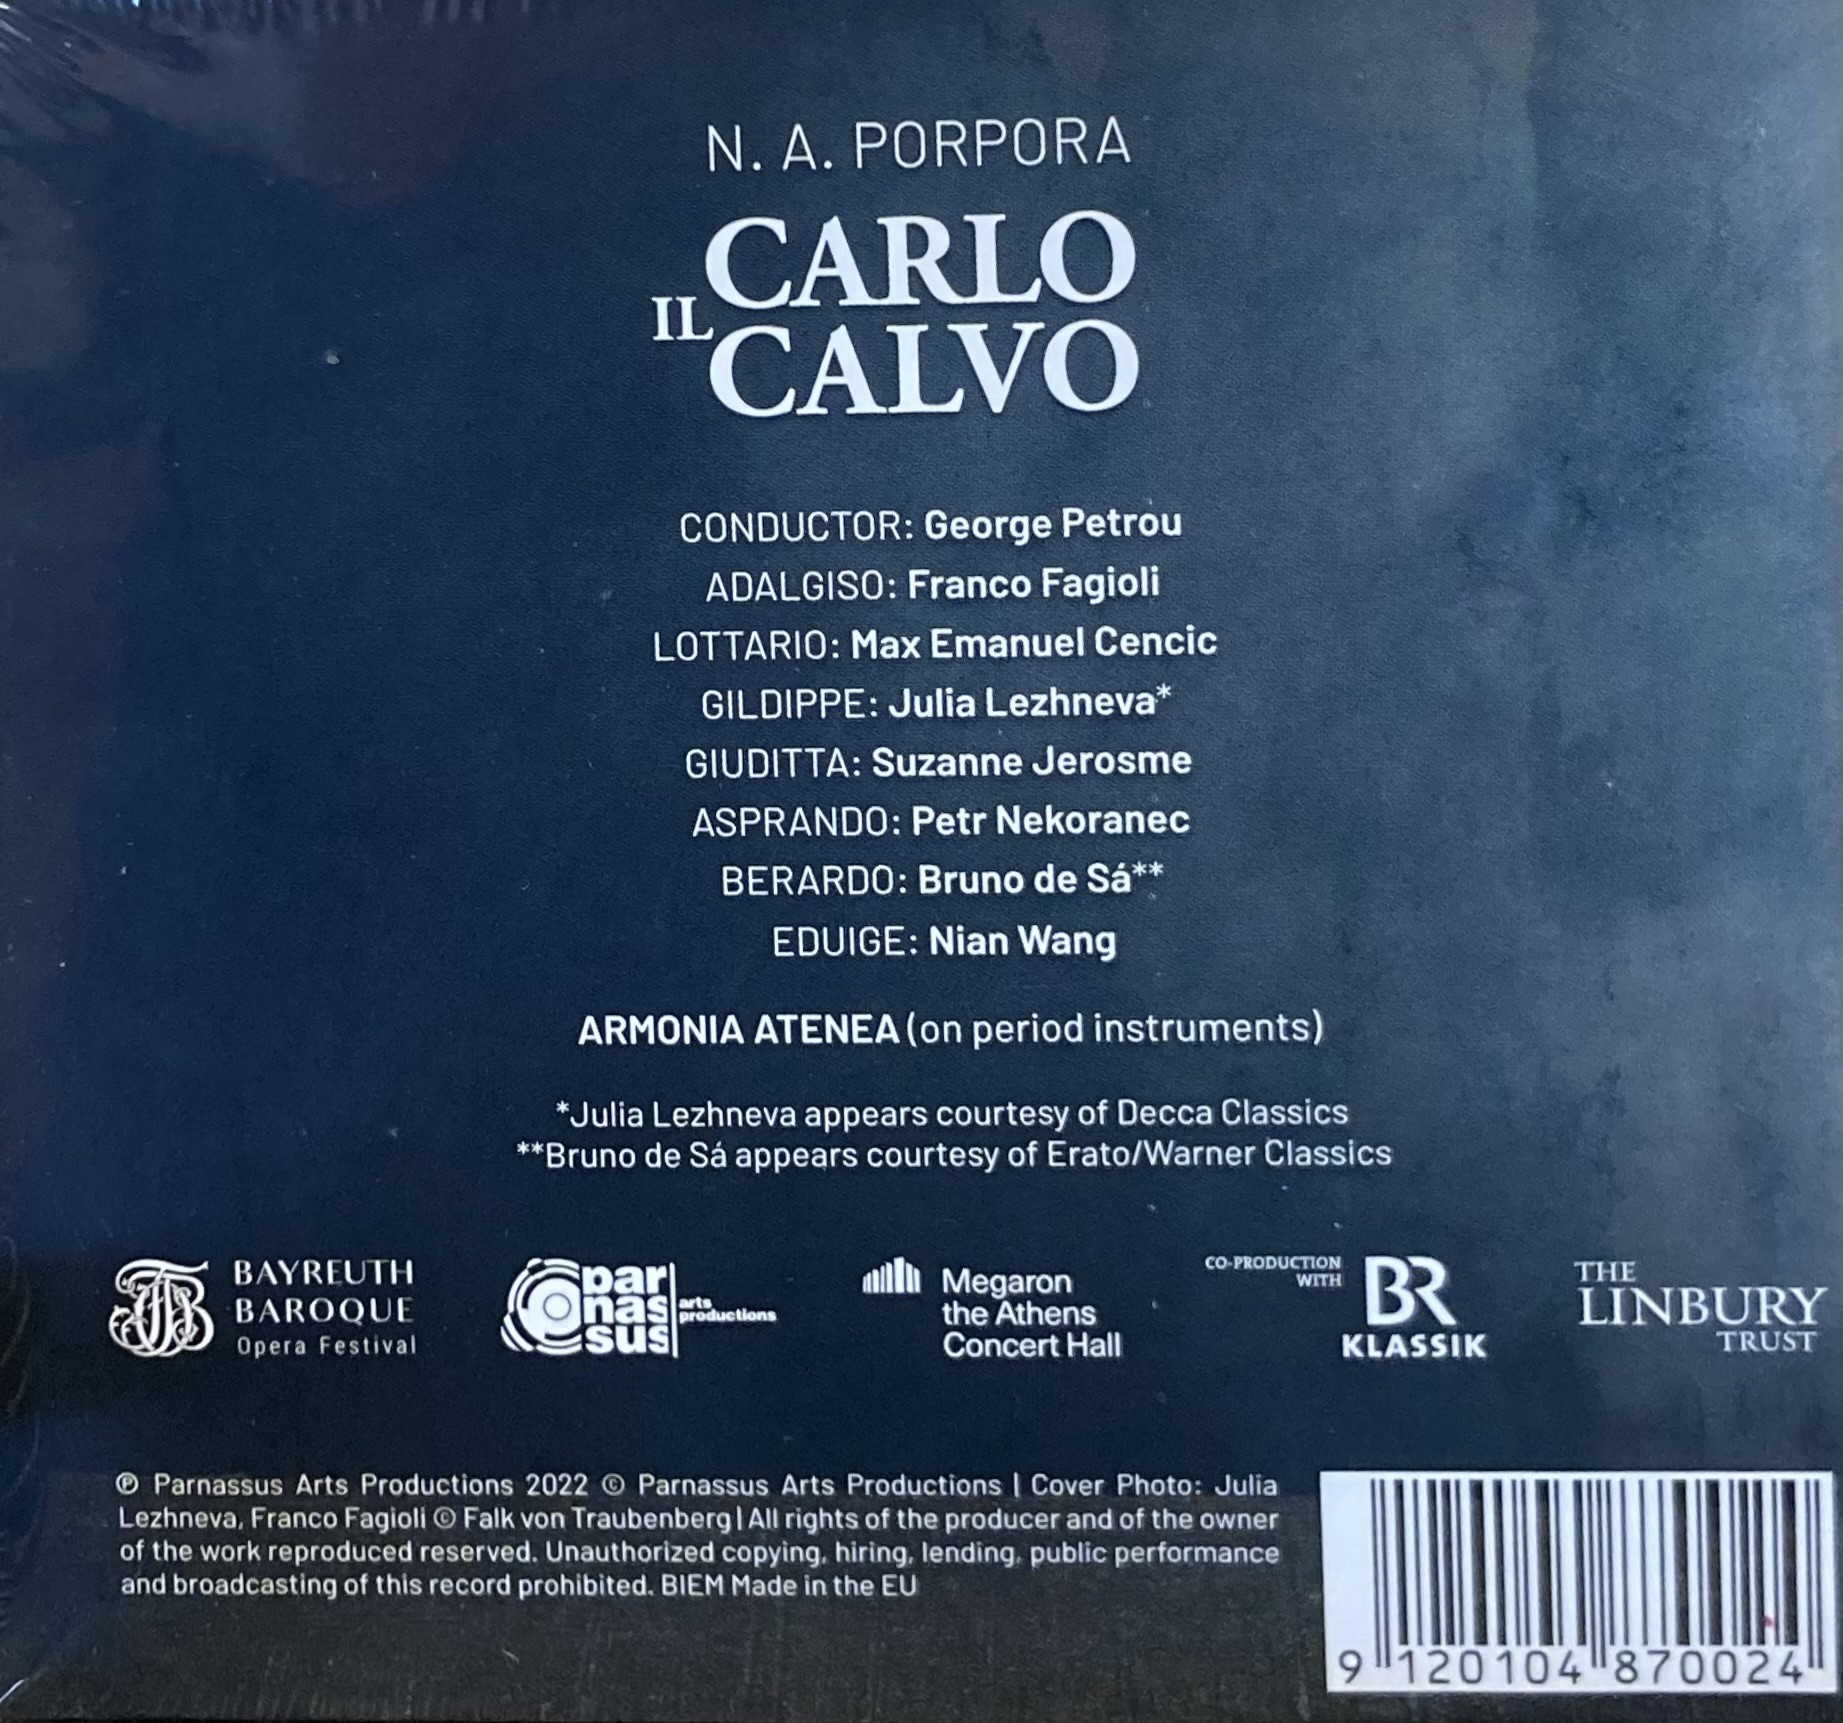 N. A. PORPORA
CARLO
IL
CALVO
CONDUCTOR: George Petrou
ADALGISO: Franco Fagioli
LOTTARIO: Max Emanuel Cencic
GILDIPPE: Julia Lezhneva*
GIUDITTA: Suzanne Jerosme
ASPRANDO: Petr Nekoranec
BERARDO: Bruno de Sá**
EDUIGE: Nian Wang
ARMONIA ATENEA (on period instruments)
*Julia Lezhneva appears courtesy of Decca Classics
**Bruno de Sá appears courtesy of Erato/Warner Classics
BAYREUTH
BAROQUE
Opera Festival
par
nas
sus
arts
productions
Megaron
the Athens
Concert Hall
CO-PRODUCTION
WITH
BR
KLASSIK
THE
LINBURY
TRUST
℗ Parnassus Arts Productions 2022 © Parnassus Arts Productions | Cover Photo: Julia
Lezhneva, Franco Fagioli © Falk von Traubenberg | All rights of the producer and of the owner
of the work reproduced reserved. Unauthorized copying, hiring, lending, public performance
and broadcasting of this record prohibited. BIEM Made in the EU
9 120104 870024